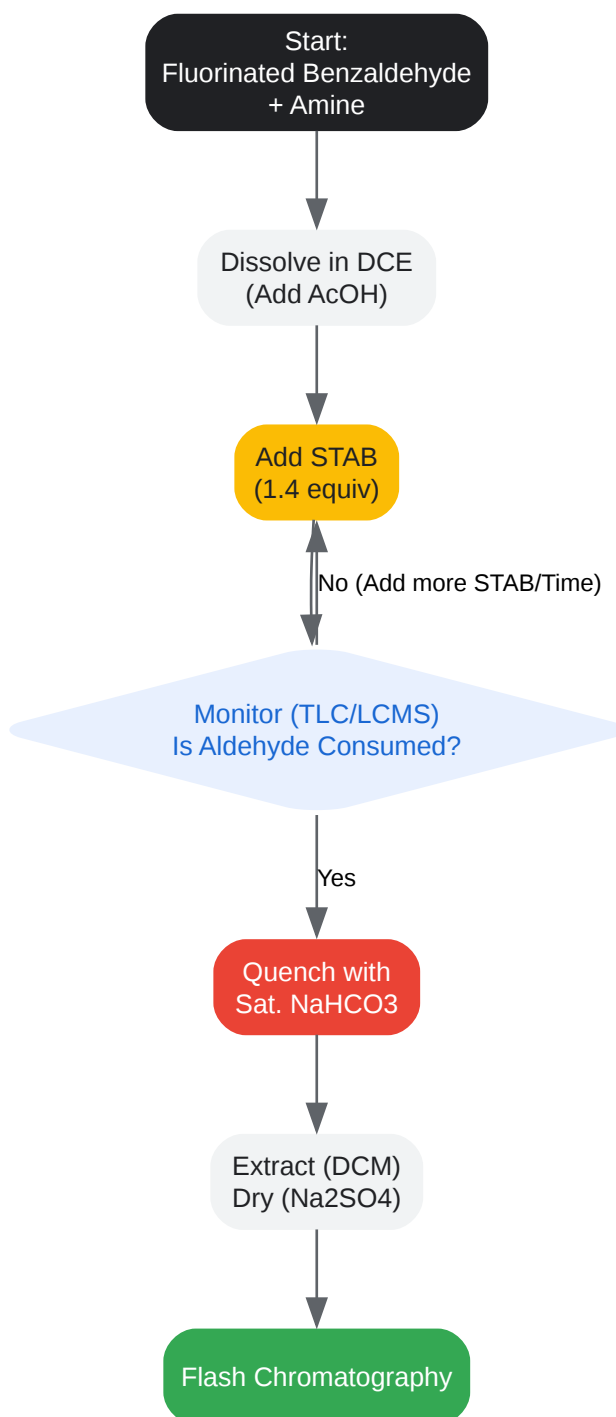 Start:
Fluorinated Benzaldehyde
+ Amine
Dissolve in DCE
(Add AcOH)
Add STAB
(1.4 equiv)
No (Add more STAB/Time)
Monitor (TLC/LCMS)
Is Aldehyde Consumed?
Yes
Quench with
Sat. NaHCO3
Extract (DCM)
Dry (Na2SO4)
Flash Chromatography